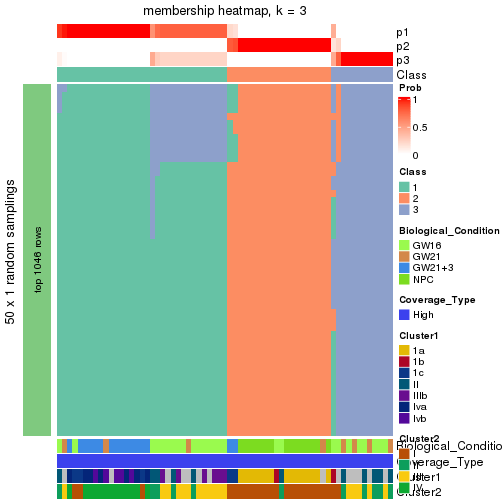 membership heatmap, k = 3
p1
p2
p3
Class
50 x 1 random samplings
top 1046 rows
Prob
1
0.5
0
Class
1
2
3
Biological_Condition
GW16
GW21
GW21+3
NPC
Coverage_Type
High
Cluster1
1a
1b
1c
II
IIIb
Iva
Ivb
Cluster2
Biological_Condition
Coverage_Type
Cluster1
Cluster2